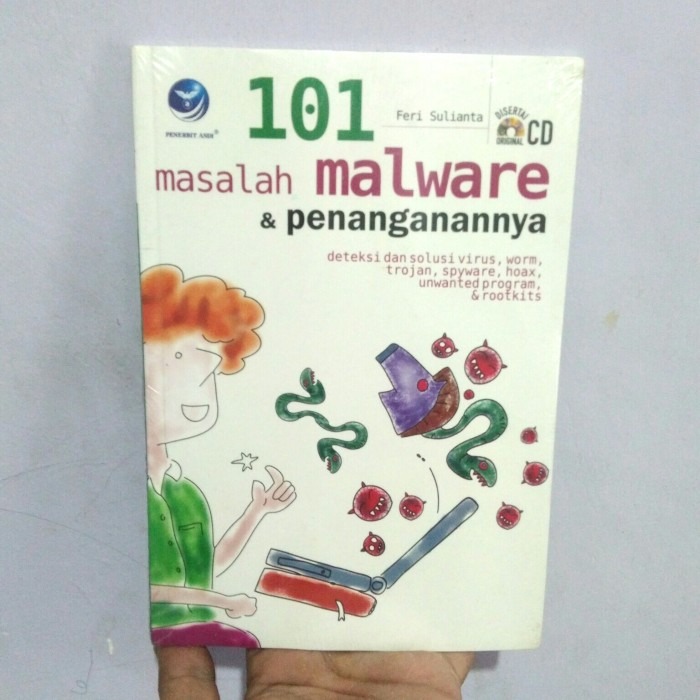 PENERBIT ANDI®
101
Feri Sulianta
DISERTAI
ORIGINAL
CD
masalah malware
& penanganannya
deteksi dan solusi virus, worm,
trojan, spyware, hoax,
unwanted program,
& rootkits